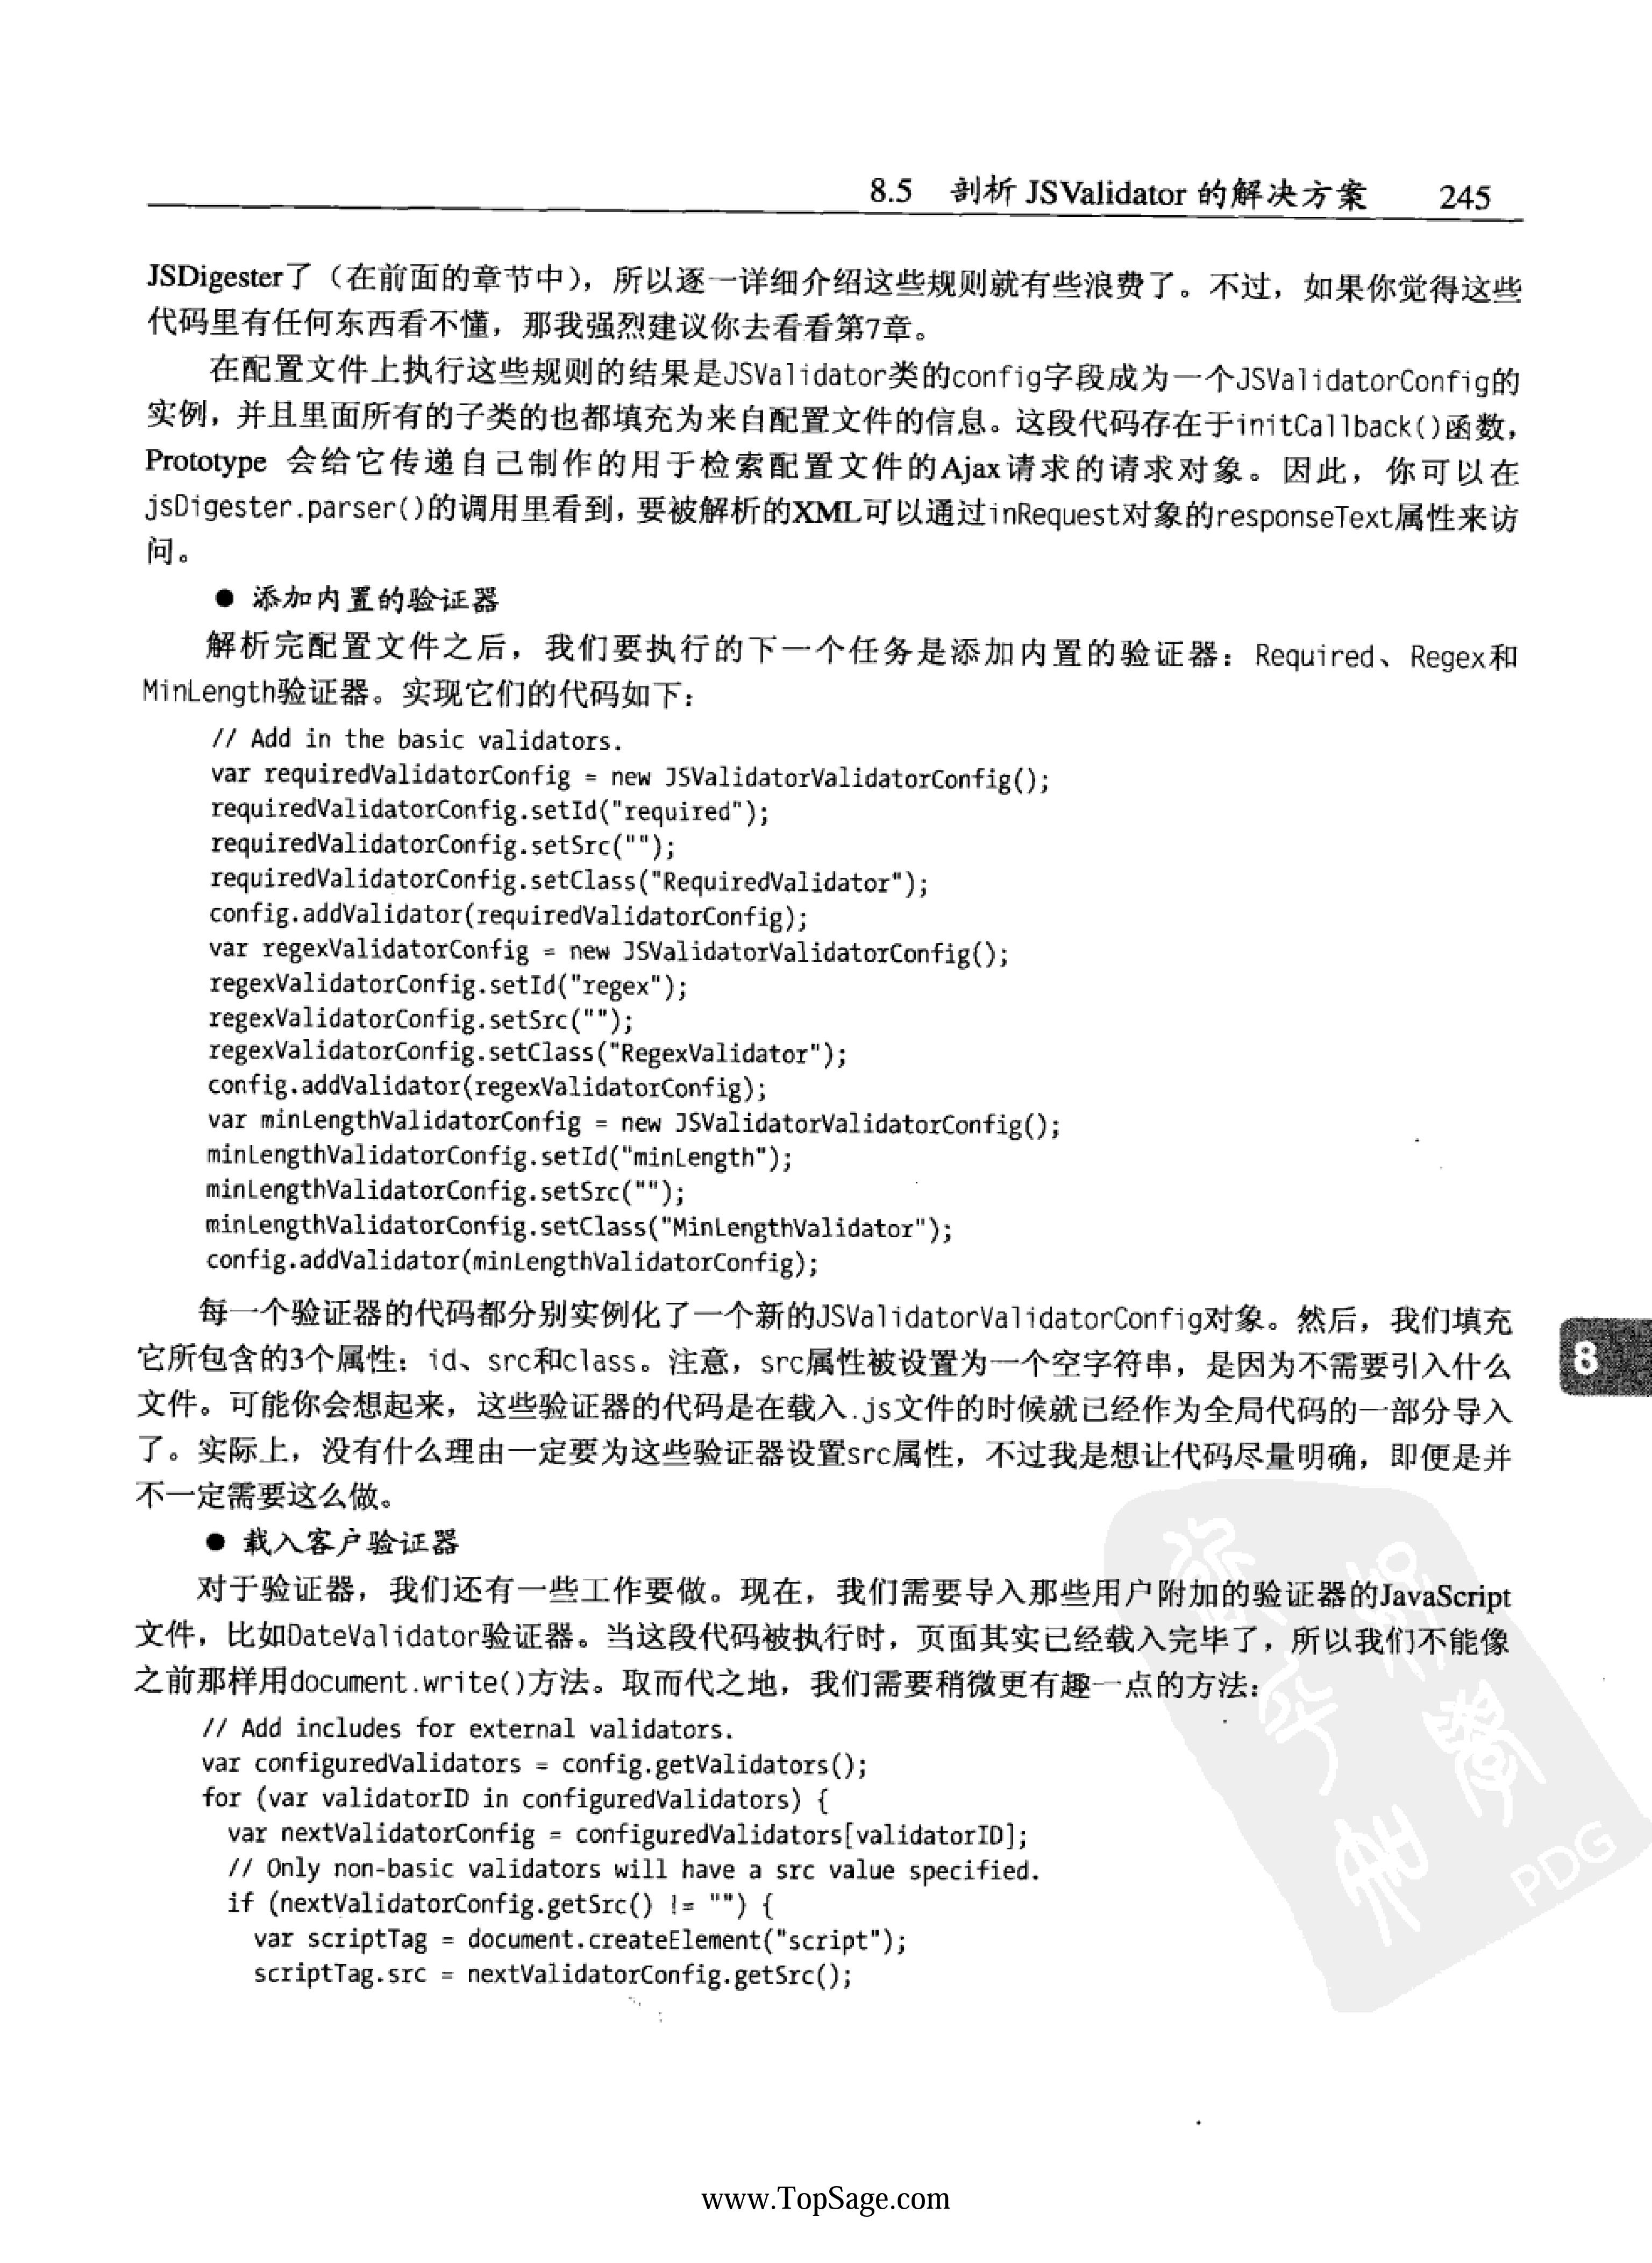 8.5 剖析 JSValidator 的解决方案 245
JSDigester了（在前面的章节中），所以逐一详细介绍这些规则就有些浪费了。不过，如果你觉得这些
代码里有任何东西看不懂，那我强烈建议你去看看第7章。
在配置文件上执行这些规则的结果是JSValidator类的config字段成为一个JSValidatorConfig的
实例，并且里面所有的子类的也都填充为来自配置文件的信息。这段代码存在于initCallback()函数，
Prototype 会给它传递自己制作的用于检索配置文件的Ajax请求的请求对象。因此，你可以在
jsDigester.parser()的调用里看到，要被解析的XML可以通过inRequest对象的responseText属性来访
问。
● 添加内置的验证器
解析完配置文件之后，我们要执行的下一个任务是添加内置的验证器：Required、Regex和
MinLength验证器。实现它们的代码如下：
// Add in the basic validators.
var requiredValidatorConfig = new JSValidatorValidatorConfig();
requiredValidatorConfig.setId("required");
requiredValidatorConfig.setSrc("");
requiredValidatorConfig.setClass("RequiredValidator");
config.addValidator(requiredValidatorConfig);
var regexValidatorConfig = new JSValidatorValidatorConfig();
regexValidatorConfig.setId("regex");
regexValidatorConfig.setSrc("");
regexValidatorConfig.setClass("RegexValidator");
config.addValidator(regexValidatorConfig);
var minLengthValidatorConfig = new JSValidatorValidatorConfig();
minLengthValidatorConfig.setId("minLength");
minLengthValidatorConfig.setSrc("");
minLengthValidatorConfig.setClass("MinLengthValidator");
config.addValidator(minLengthValidatorConfig);
每一个验证器的代码都分别实例化了一个新的JSValidatorValidatorConfig对象。然后，我们填充
它所包含的3个属性：id、src和class。注意，src属性被设置为一个空字符串，是因为不需要引入什么
文件。可能你会想起来，这些验证器的代码是在载入.js文件的时候就已经作为全局代码的一部分导入
了。实际上，没有什么理由一定要为这些验证器设置src属性，不过我是想让代码尽量明确，即便是并
不一定需要这么做。
8
● 载入客户验证器
对于验证器，我们还有一些工作要做。现在，我们需要导入那些用户附加的验证器的JavaScript
文件，比如DateValidator验证器。当这段代码被执行时，页面其实已经载入完毕了，所以我们不能像
之前那样用document.write()方法。取而代之地，我们需要稍微更有趣一点的方法：
// Add includes for external validators.
var configuredValidators = config.getValidators();
for (var validatorID in configuredValidators) {
var nextValidatorConfig = configuredValidators[validatorID];
// Only non-basic validators will have a src value specified.
if (nextValidatorConfig.getSrc() != "") {
var scriptTag = document.createElement("script");
scriptTag.src = nextValidatorConfig.getSrc();
PDG
www.TopSage.com